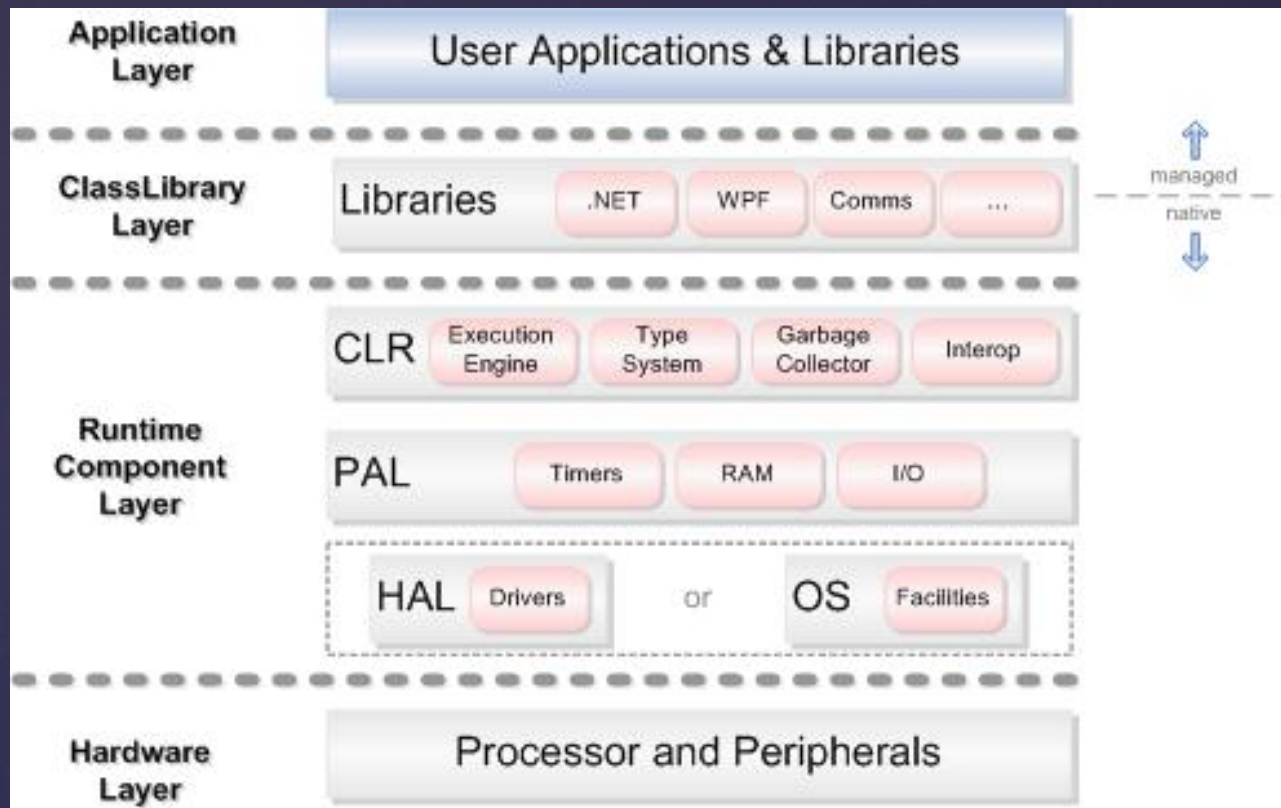 Application
Layer
User Applications & Libraries
ClassLibrary
Layer
Libraries
.NET
WPF
Comms
...
managed
native
Runtime
Component
Layer
CLR
Execution
Engine
Type
System
Garbage
Collector
Interop
PAL
Timers
RAM
I/O
HAL
Drivers
or
OS
Facilities
Hardware
Layer
Processor and Peripherals